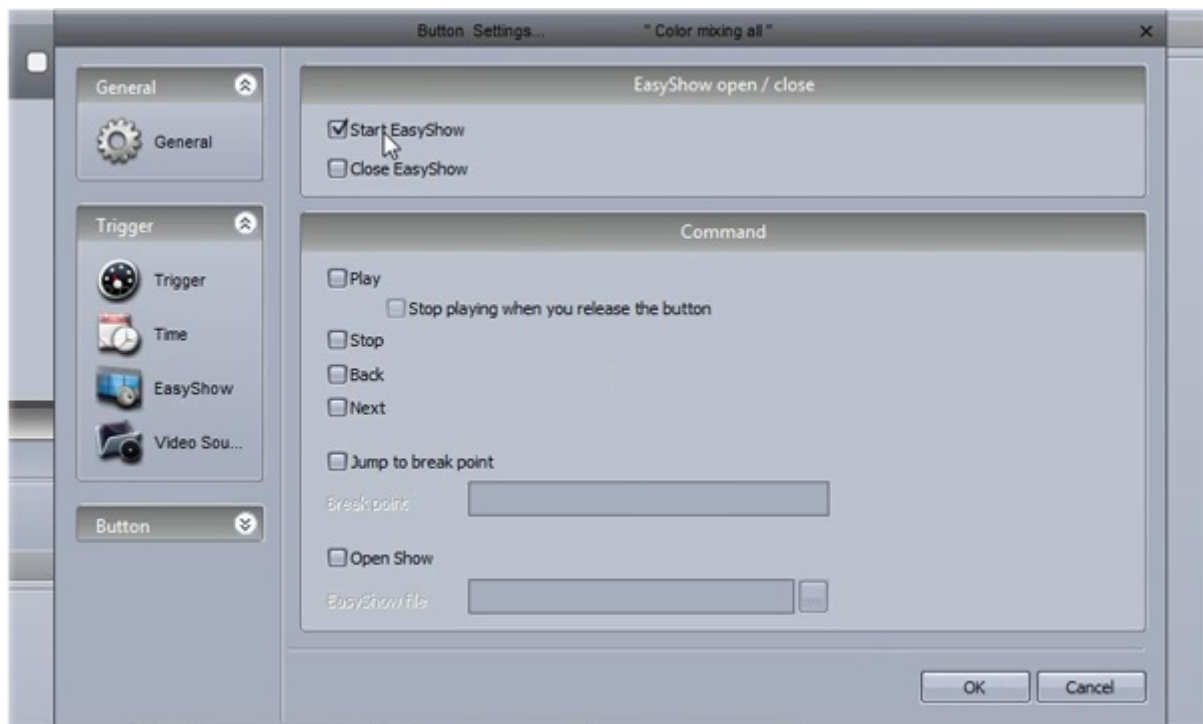 Button Settings... " Color mixing all "
General
General
Trigger
Trigger
Time
EasyShow
Video Sou...
Button
EasyShow open / close
Start EasyShow
Close EasyShow
Command
Play
Stop playing when you release the button
Stop
Back
Next
Jump to break point
Break point
Open Show
EasyShow file
...
OK Cancel